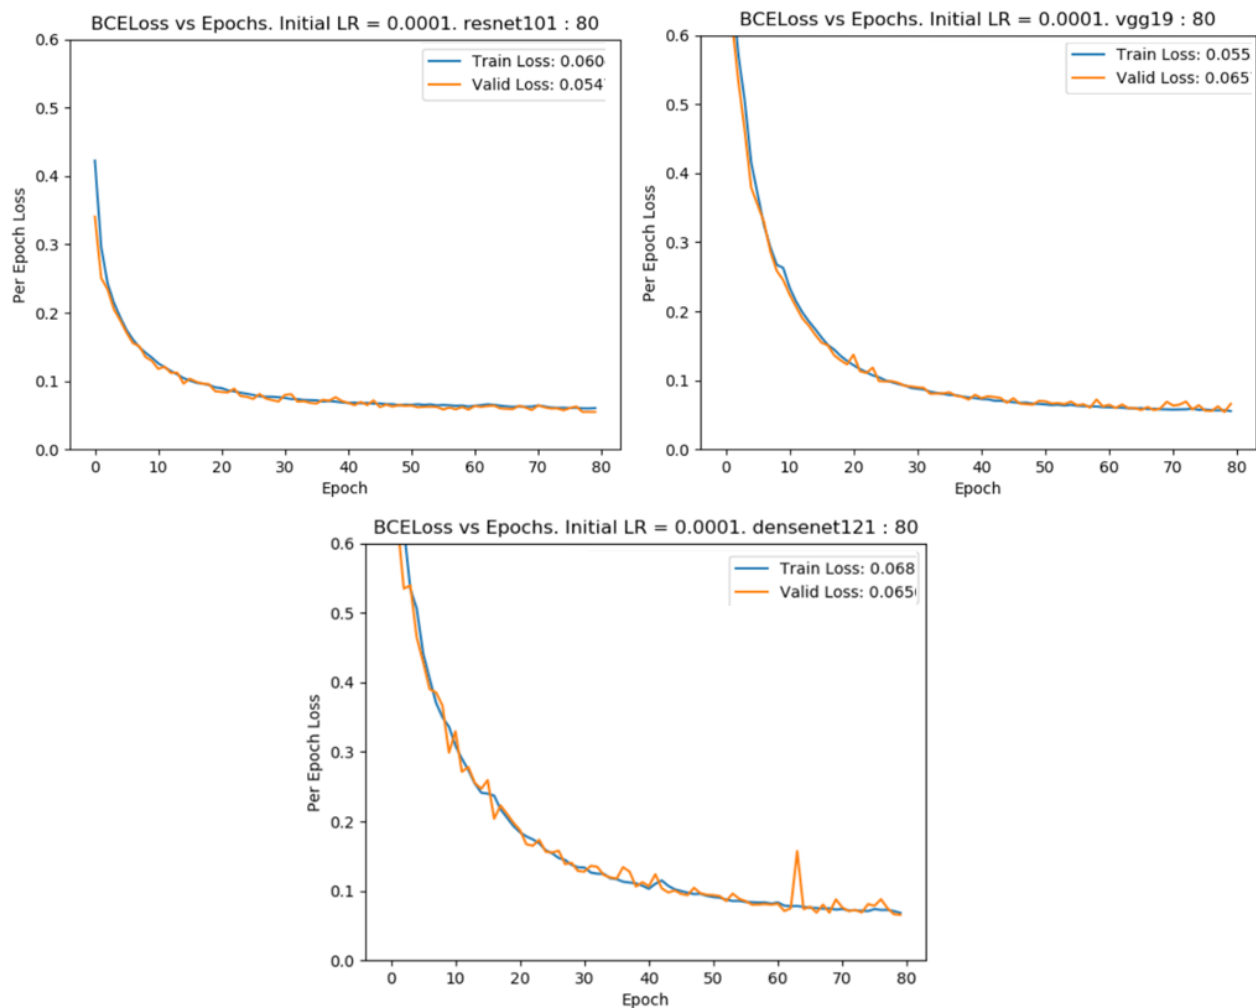 BCELoss vs Epochs. Initial LR = 0.0001. resnet101 : 80
0.6
0.5
0.4
0.3
0.2
0.1
0.0
Per Epoch Loss
Train Loss: 0.060
Valid Loss: 0.054
0 10 20 30 40 50 60 70 80
Epoch
BCELoss vs Epochs. Initial LR = 0.0001. vgg19 : 80
0.6
0.5
0.4
0.3
0.2
0.1
0.0
Per Epoch Loss
Train Loss: 0.055
Valid Loss: 0.065
0 10 20 30 40 50 60 70 80
Epoch
BCELoss vs Epochs. Initial LR = 0.0001. densenet121 : 80
0.6
0.5
0.4
0.3
0.2
0.1
0.0
Per Epoch Loss
Train Loss: 0.068
Valid Loss: 0.065
0 10 20 30 40 50 60 70 80
Epoch